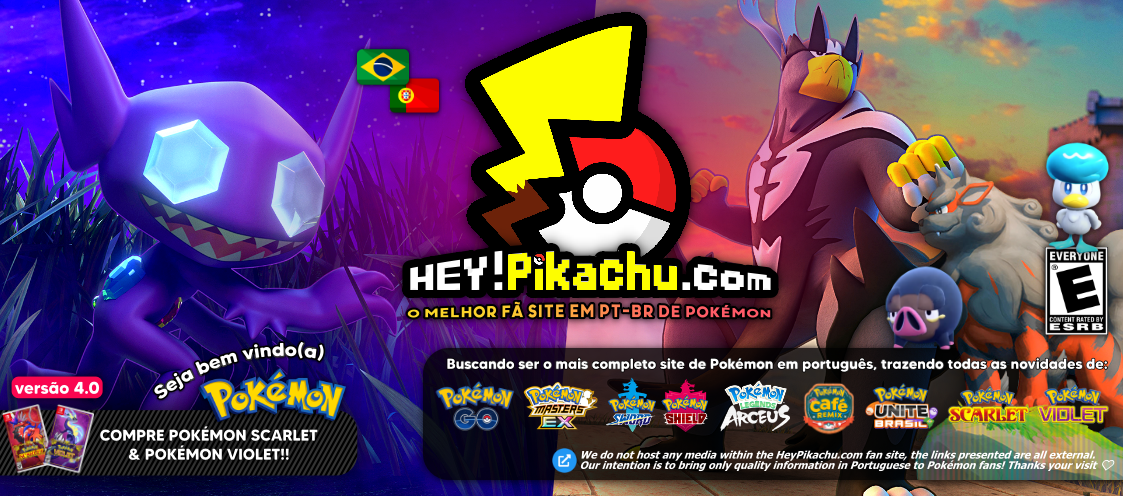 HEY!Pikachu.com
O MELHOR FÃ SITE EM PT-BR DE POKÉMON
EVERYONE
E
CONTENT RATED BY
ESRB
Seja bem vindo(a)
POKÉMON
versão 4.0
COMPRE POKÉMON SCARLET
& POKÉMON VIOLET!!
Buscando ser o mais completo site de Pokémon em português, trazendo todas as novidades de:
POKÉMON GO
POKÉMON MASTERS EX
POKÉMON SWORD
POKÉMON SHIELD
POKÉMON LEGENDS ARCEUS
POKÉMON Café REMIX
POKÉMON UNITE BRASIL
POKÉMON SCARLET
POKÉMON VIOLET
We do not host any media within the HeyPikachu.com fan site, the links presented are all external.
Our intention is to bring only quality information in Portuguese to Pokémon fans! Thanks your visit ♡